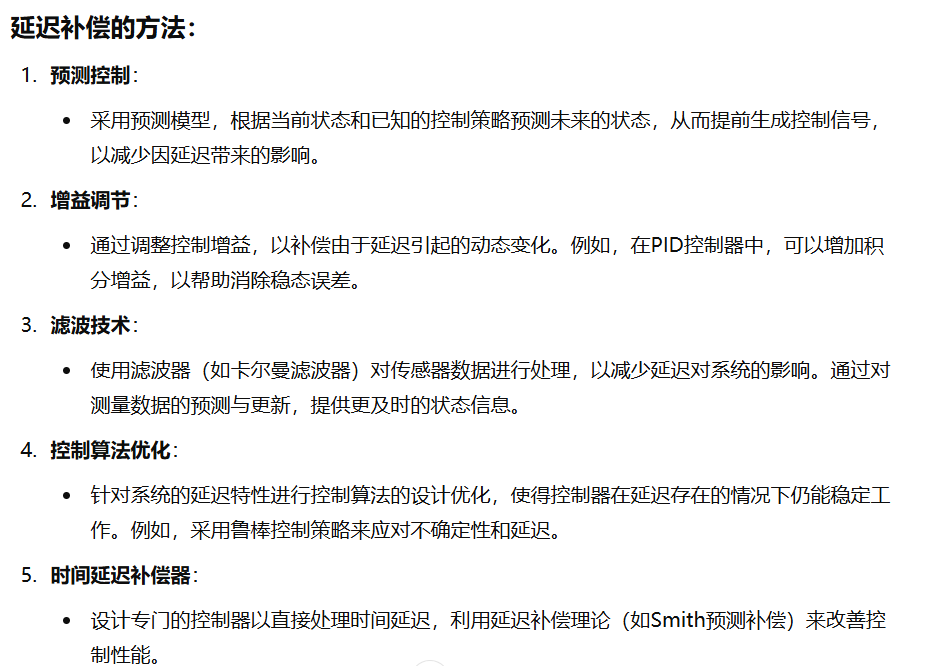 延迟补偿的方法：
1. 预测控制：
• 采用预测模型，根据当前状态和已知的控制策略预测未来的状态，从而提前生成控制信号，
以减少因延迟带来的影响。
2. 增益调节：
• 通过调整控制增益，以补偿由于延迟引起的动态变化。例如，在PID控制器中，可以增加积
分增益，以帮助消除稳态误差。
3. 滤波技术：
• 使用滤波器（如卡尔曼滤波器）对传感器数据进行处理，以减少延迟对系统的影响。通过对
测量数据的预测与更新，提供更及时的状态信息。
4. 控制算法优化：
• 针对系统的延迟特性进行控制算法的设计优化，使得控制器在延迟存在的情况下仍能稳定工
作。例如，采用鲁棒控制策略来应对不确定性和延迟。
5. 时间延迟补偿器：
• 设计专门的控制器以直接处理时间延迟，利用延迟补偿理论（如Smith预测补偿）来改善控
制性能。